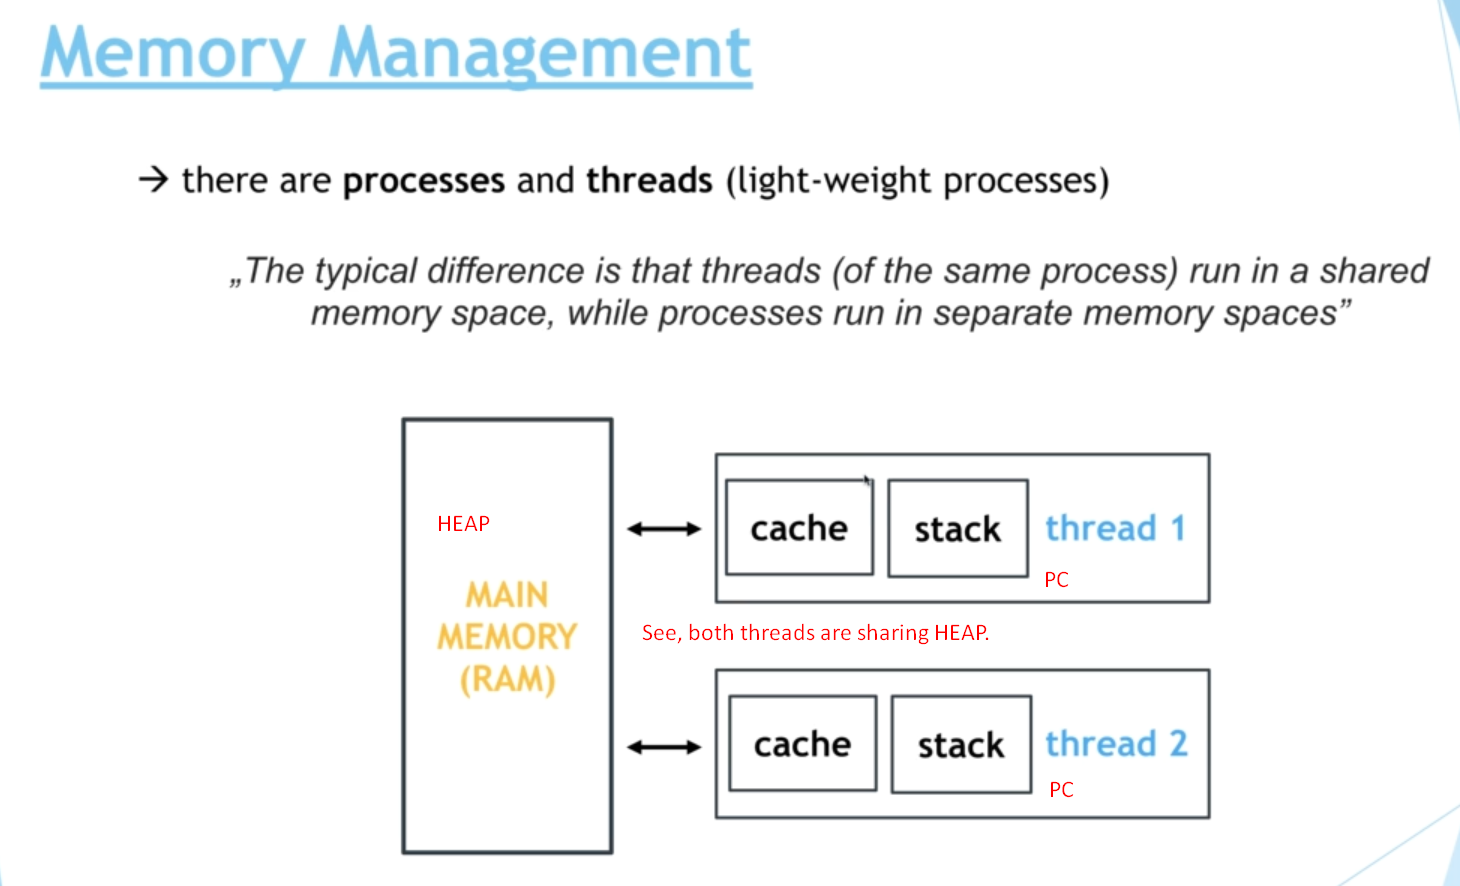 Memory Management
→ there are processes and threads (light-weight processes)
„The typical difference is that threads (of the same process) run in a shared
memory space, while processes run in separate memory spaces”
HEAP
MAIN
MEMORY
(RAM)
cache
stack
thread 1
PC
See, both threads are sharing HEAP.
cache
stack
thread 2
PC